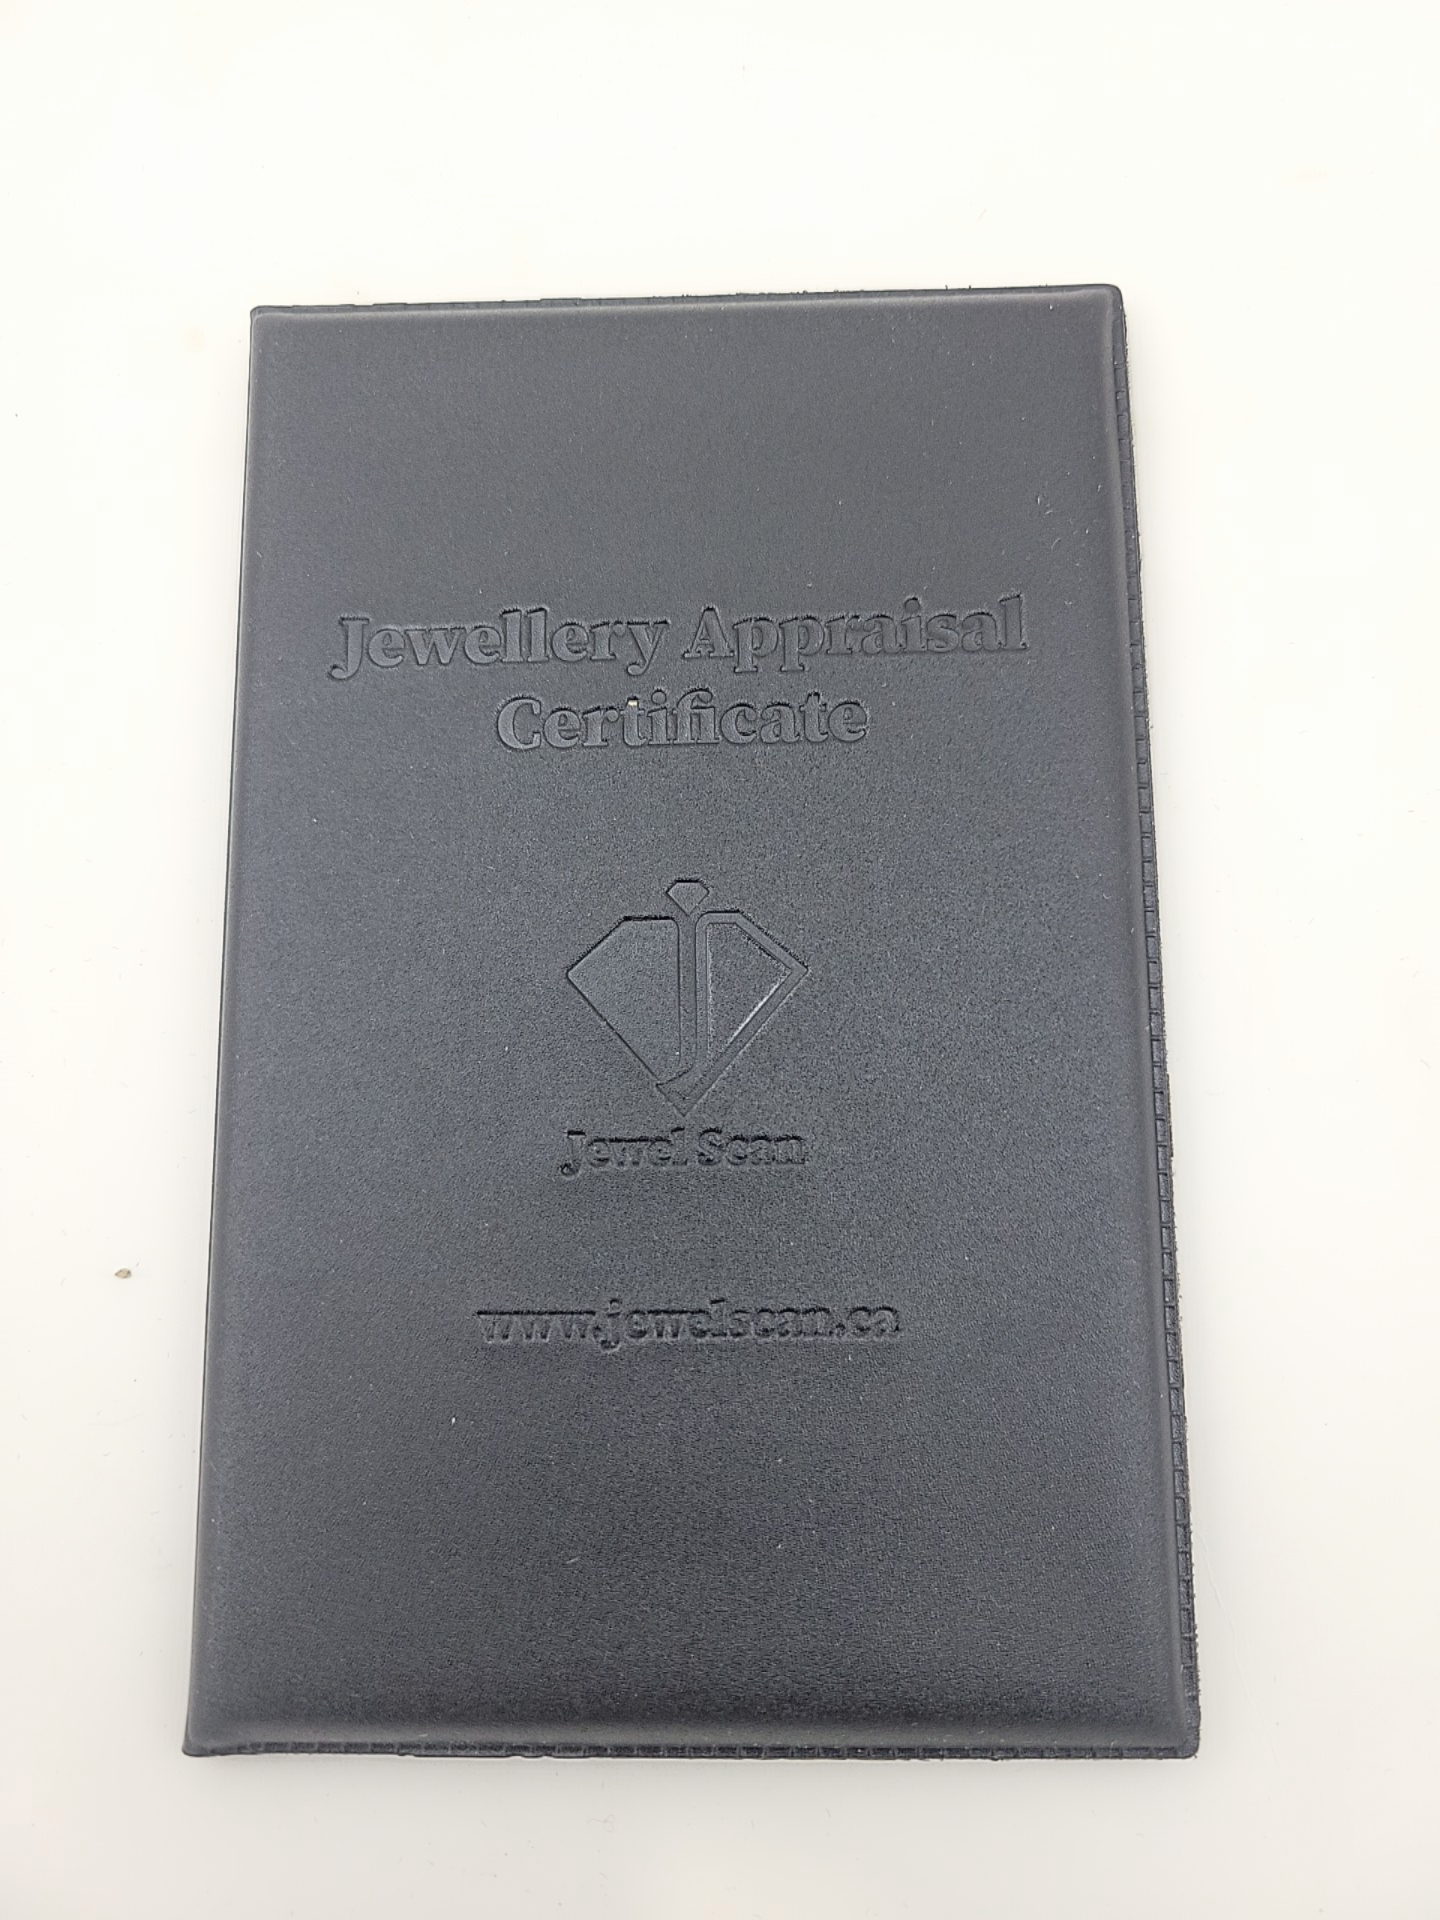 Jewellery Appraisal
Certificate
Jewel Scan
www.jewelscan.ca